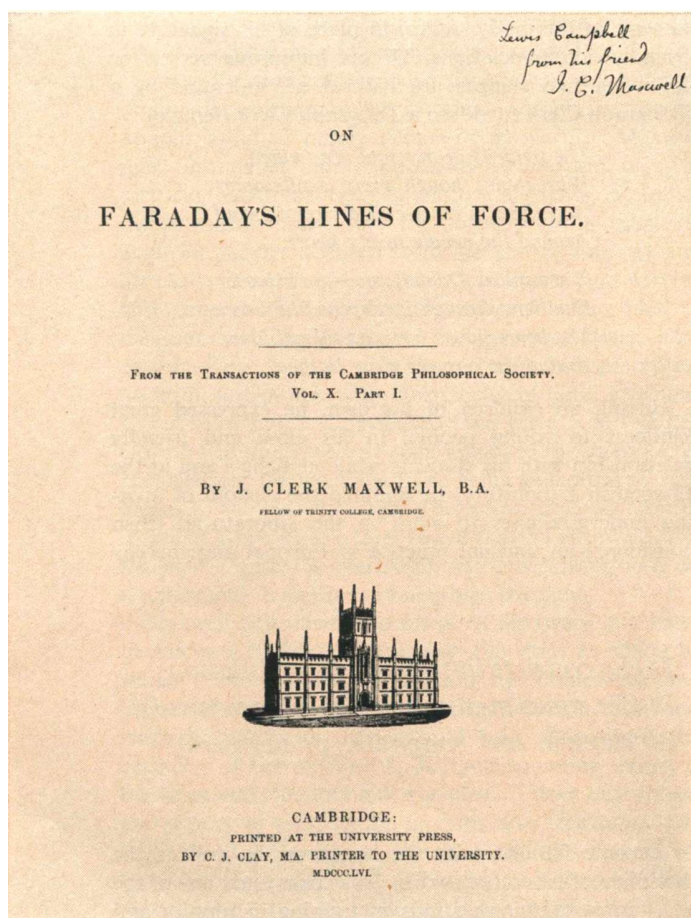 Lewis Campbell
from his friend
J. C. Maxwell
ON
FARADAY'S LINES OF FORCE.
FROM THE TRANSACTIONS OF THE CAMBRIDGE PHILOSOPHICAL SOCIETY.
VOL. X. PART I.
BY J. CLERK MAXWELL, B.A.
FELLOW OF TRINITY COLLEGE, CAMBRIDGE.
CAMBRIDGE:
PRINTED AT THE UNIVERSITY PRESS,
BY C. J. CLAY, M.A. PRINTER TO THE UNIVERSITY.
M.DCCC.LVI.